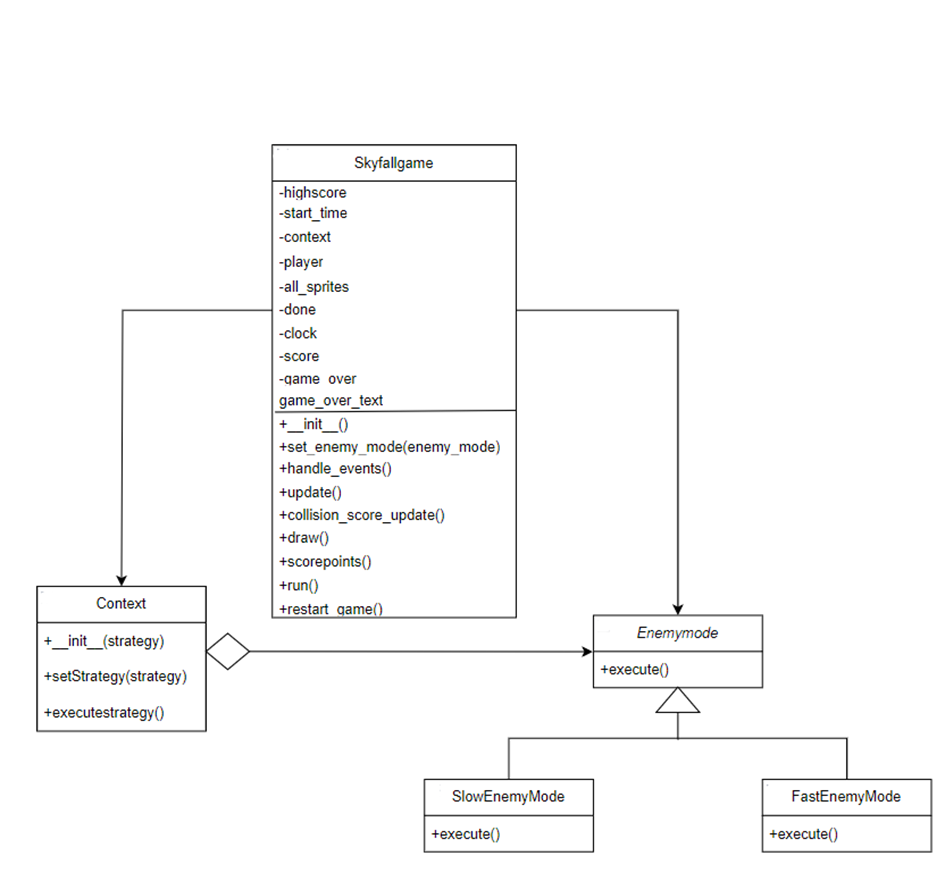 Skyfallgame
-highscore
-start_time
-context
-player
-all_sprites
-done
-clock
-score
-game_over
game_over_text
+__init__()
+set_enemy_mode(enemy_mode)
+handle_events()
+update()
+collision_score_update()
+draw()
+scorepoints()
+run()
+restart_game()
Context
+__init__(strategy)
+setStrategy(strategy)
+executestrategy()
Enemymode
+execute()
SlowEnemyMode
+execute()
FastEnemyMode
+execute()